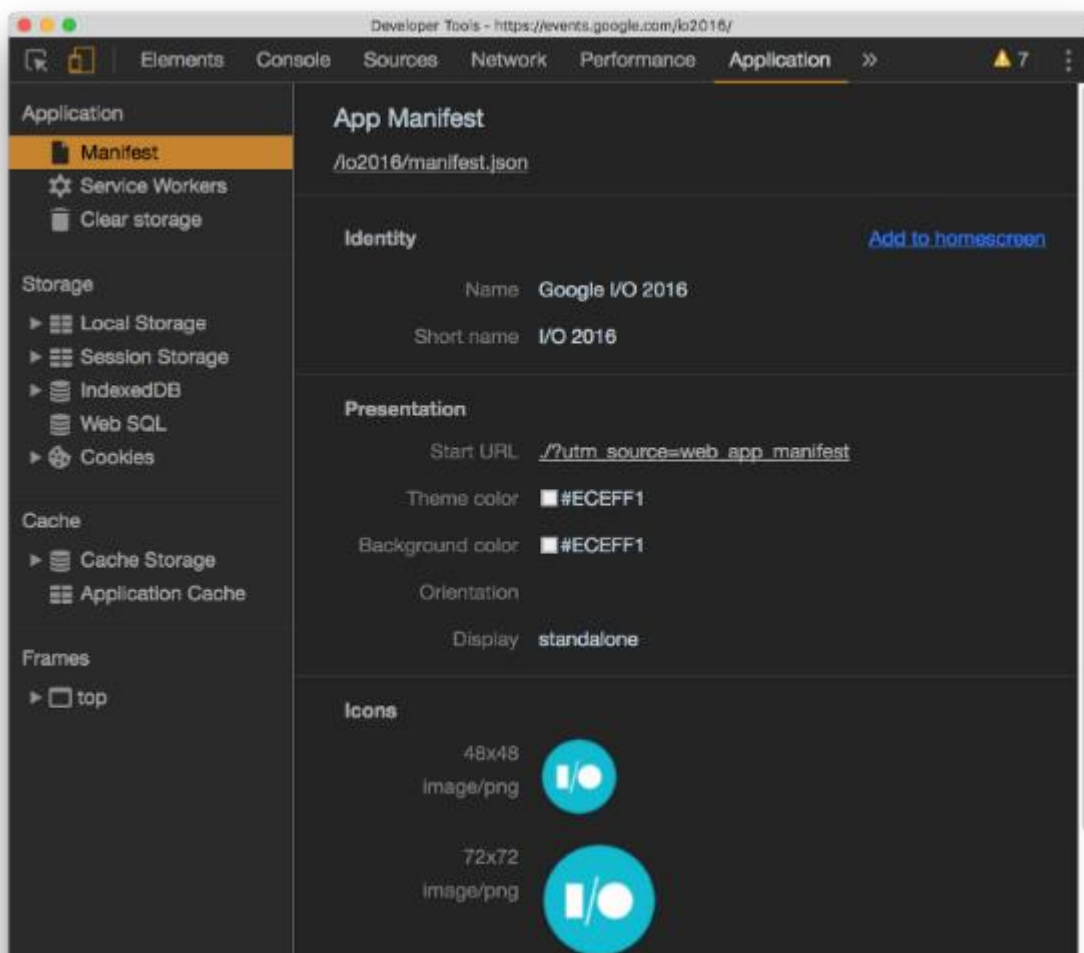 Developer Tools - https://events.google.com/io2016/
Elements Console Sources Network Performance Application » 7
Application
Manifest
Service Workers
Clear storage
Storage
Local Storage
Session Storage
IndexedDB
Web SQL
Cookies
Cache
Cache Storage
Application Cache
Frames
top
App Manifest
/io2016/manifest.json
Identity Add to homescreen
Name Google I/O 2016
Short name I/O 2016
Presentation
Start URL ./?utm_source=web_app_manifest
Theme color #ECEFF1
Background color #ECEFF1
Orientation
Display standalone
Icons
48x48
image/png
I/O
72x72
image/png
I/O